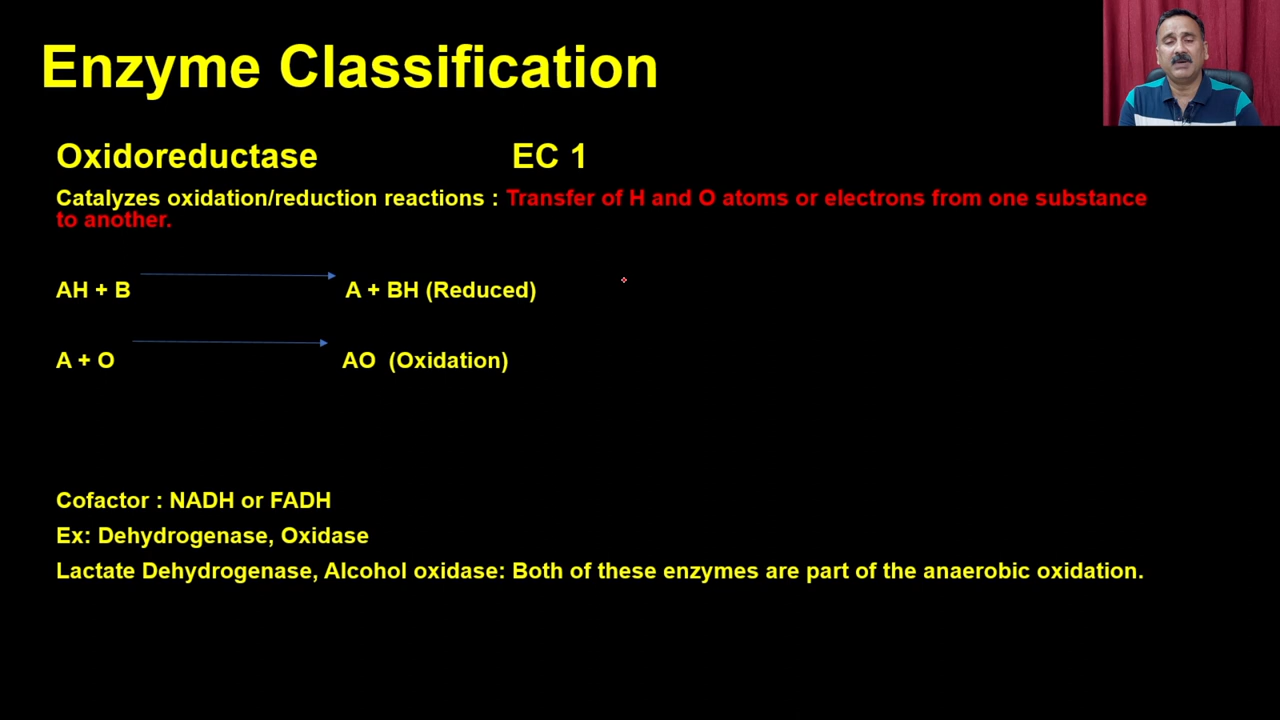 Enzyme Classification
Oxidoreductase EC 1
Catalyzes oxidation/reduction reactions : Transfer of H and O atoms or electrons from one substance
to another.
AH + B A + BH (Reduced)
A + O AO (Oxidation)
Cofactor : NADH or FADH
Ex: Dehydrogenase, Oxidase
Lactate Dehydrogenase, Alcohol oxidase: Both of these enzymes are part of the anaerobic oxidation.